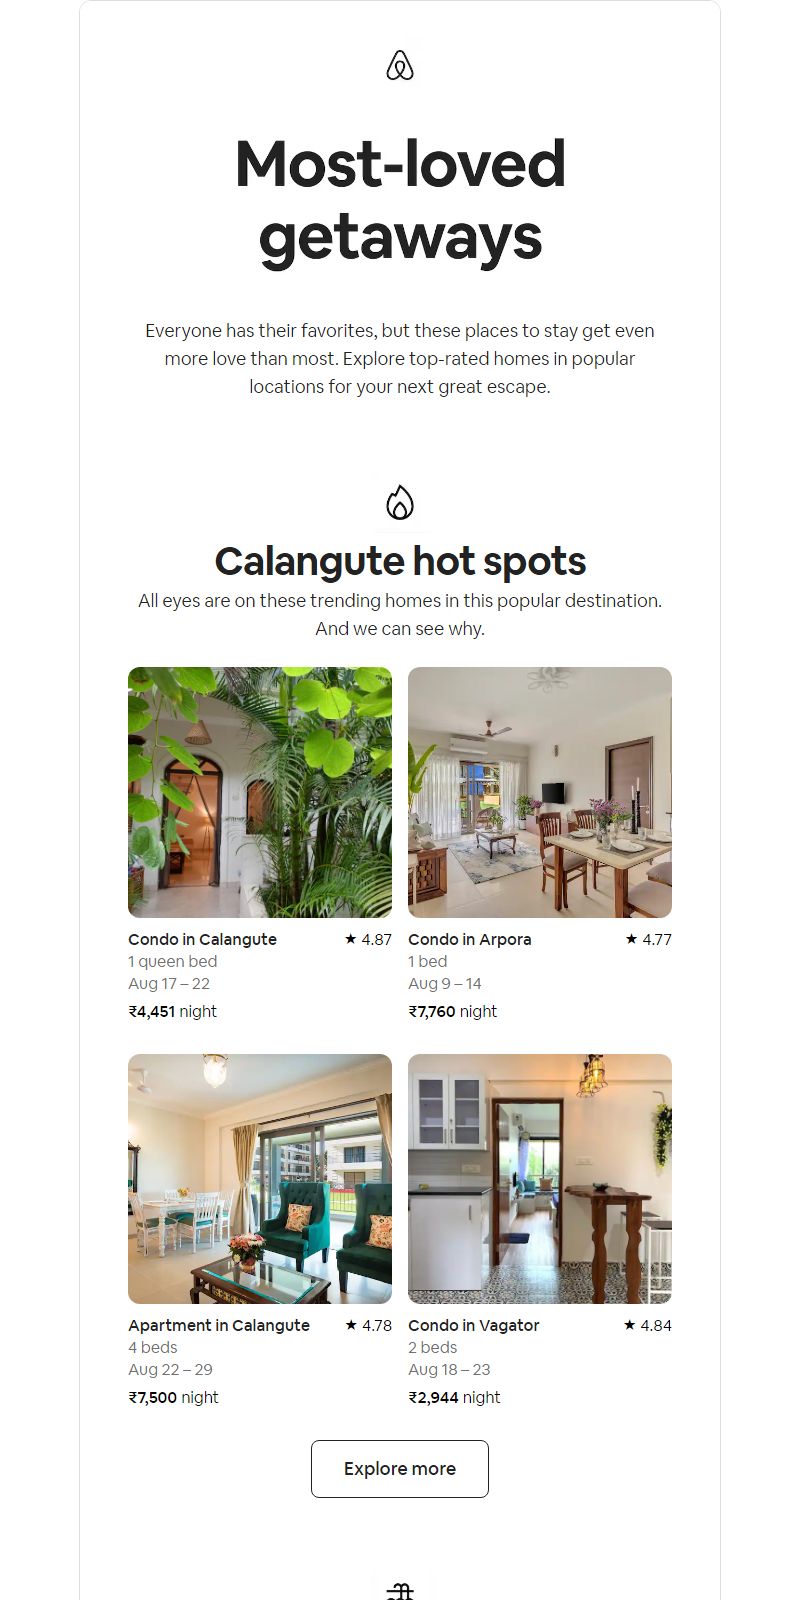 Most-loved
getaways
Everyone has their favorites, but these places to stay get even
more love than most. Explore top-rated homes in popular
locations for your next great escape.
Calangute hot spots
All eyes are on these trending homes in this popular destination.
And we can see why.
Condo in Calangute ★ 4.87
1 queen bed
Aug 17 – 22
₹4,451 night
Condo in Arpora ★ 4.77
1 bed
Aug 9 – 14
₹7,760 night
Apartment in Calangute ★ 4.78
4 beds
Aug 22 – 29
₹7,500 night
Condo in Vagator ★ 4.84
2 beds
Aug 18 – 23
₹2,944 night
Explore more